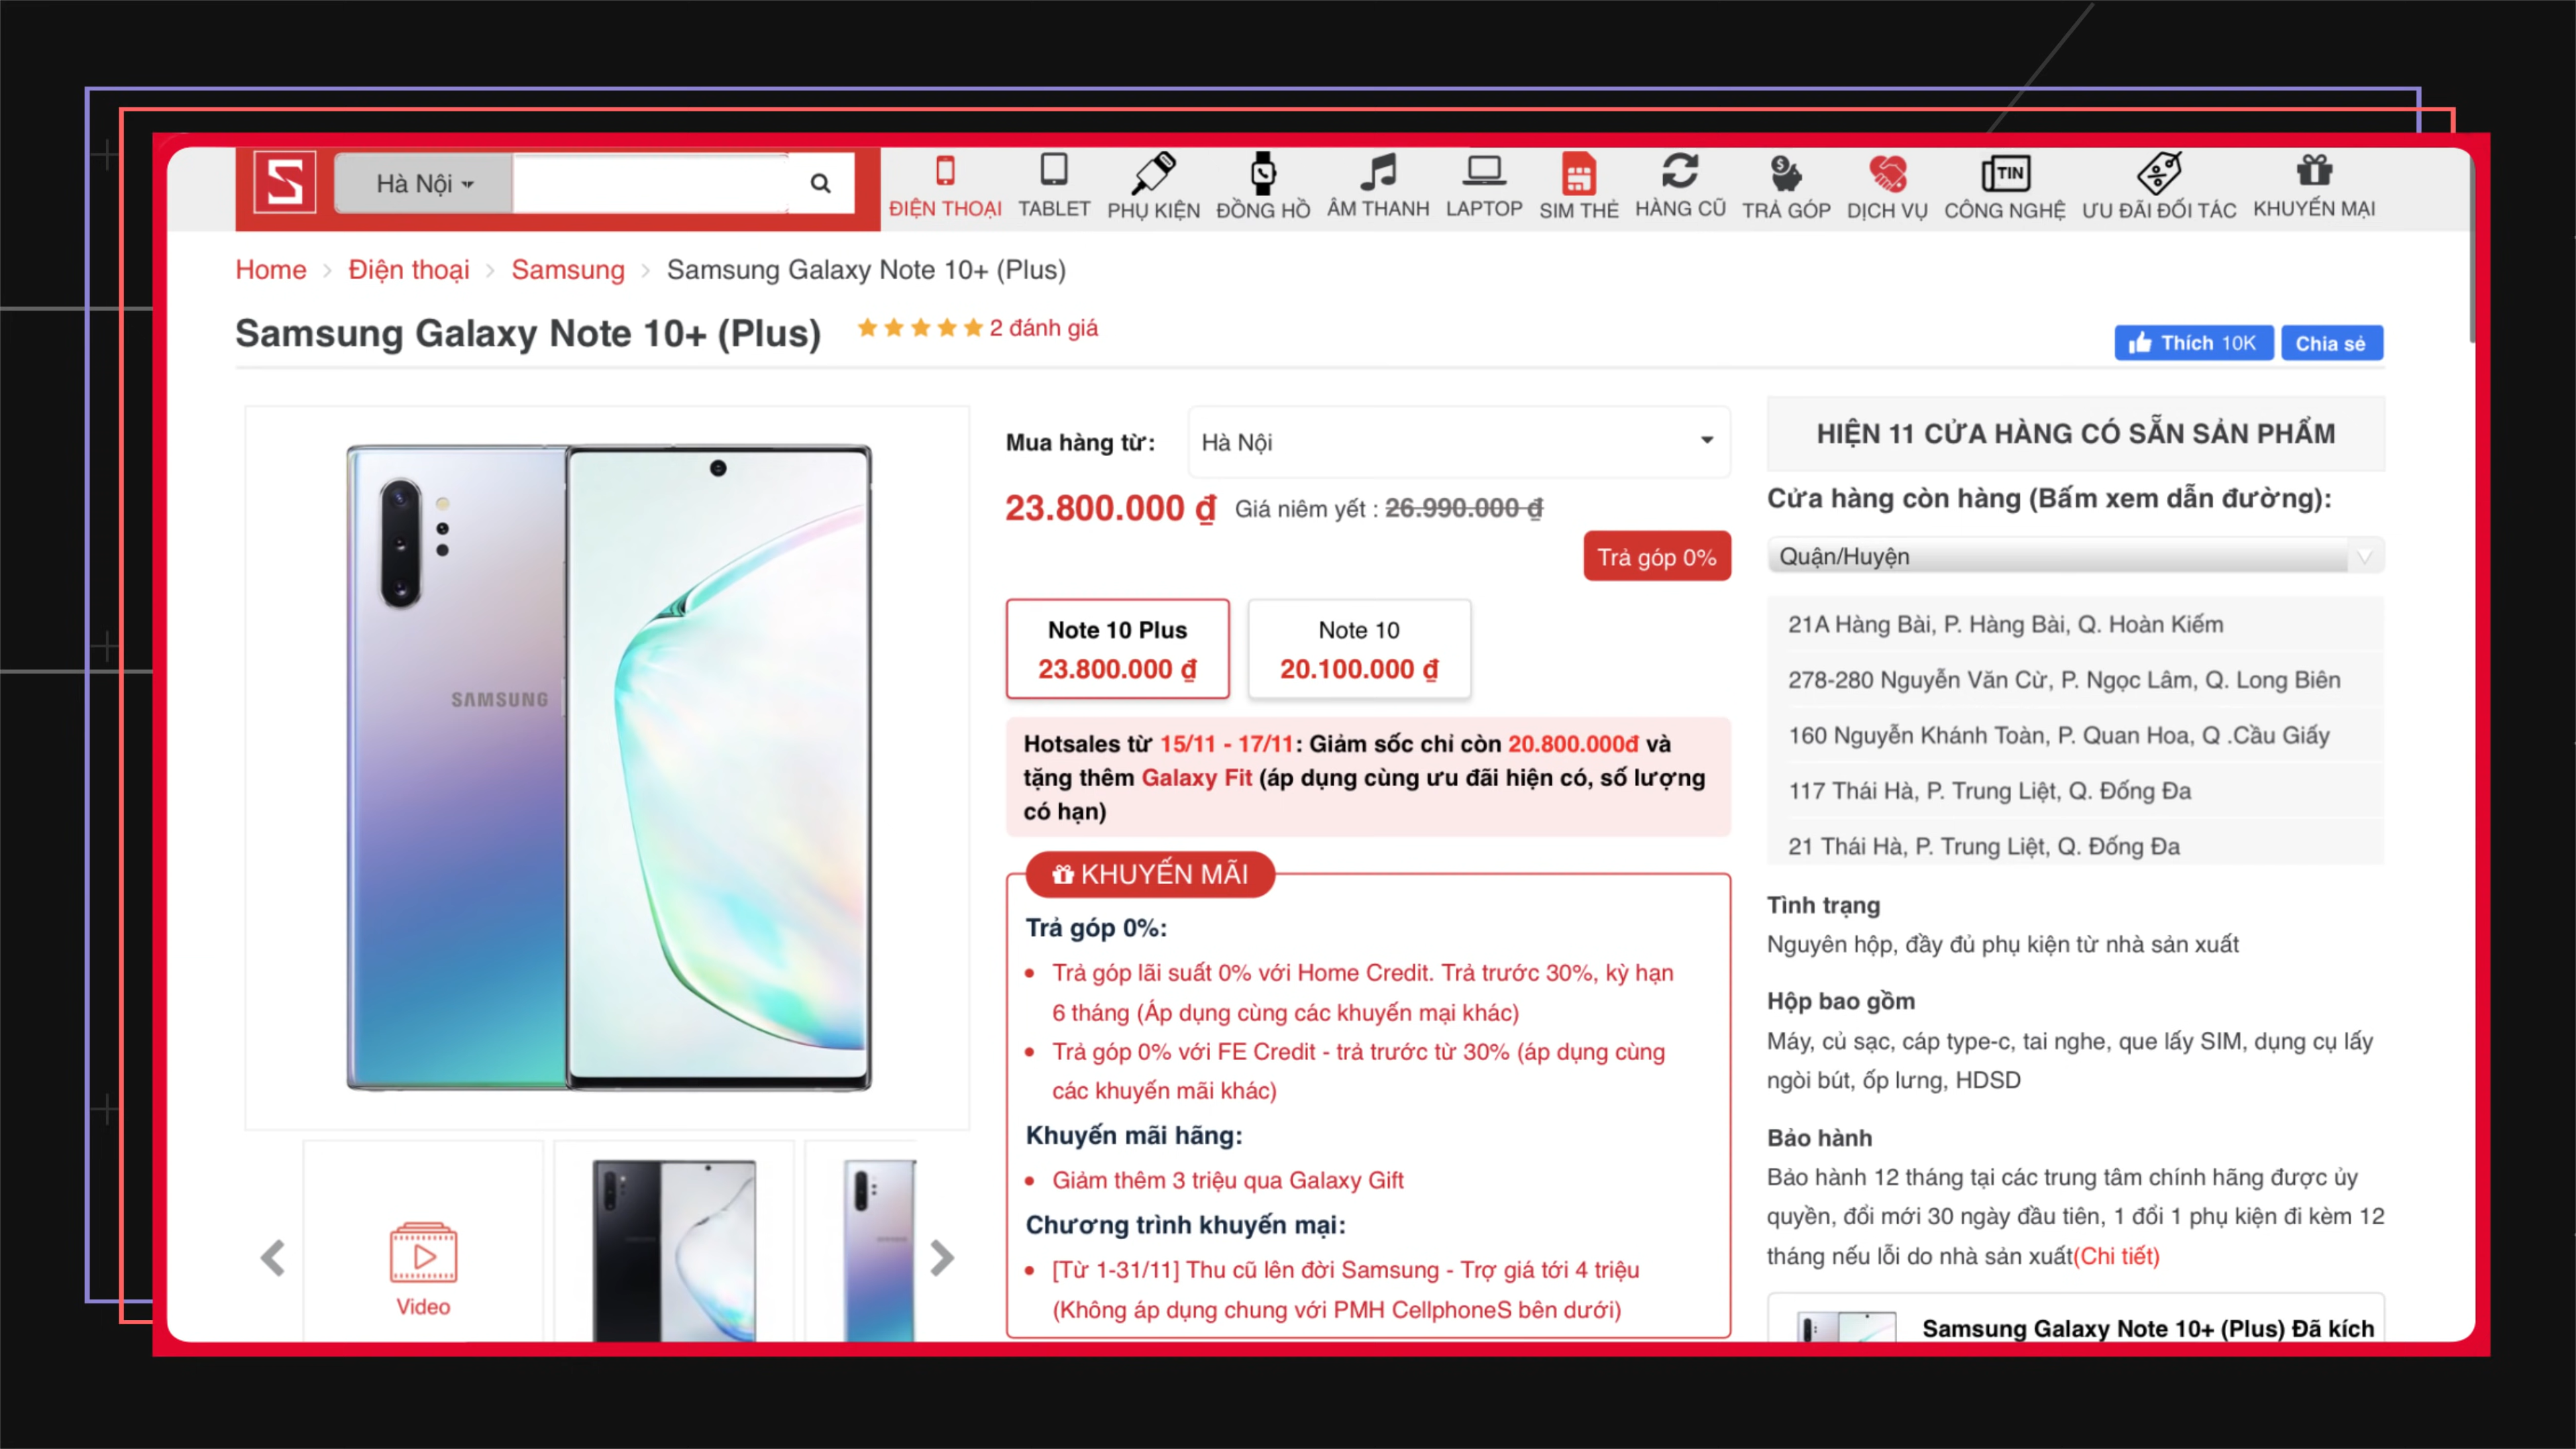 Hà Nội
ĐIỆN THOẠI
TABLET
PHỤ KIỆN
ĐỒNG HỒ
ÂM THANH
LAPTOP
SIM THẺ
HÀNG CŨ
TRẢ GÓP
DỊCH VỤ
TIN
CÔNG NGHỆ
ƯU ĐÃI ĐỐI TÁC
KHUYẾN MẠI
Home > Điện thoại > Samsung > Samsung Galaxy Note 10+ (Plus)
Samsung Galaxy Note 10+ (Plus)
2 đánh giá
Thích 10K
Chia sẻ
SAMSUNG
Video
Mua hàng từ:
Hà Nội
23.800.000 ₫ Giá niêm yết : 26.990.000 ₫
Trả góp 0%
Note 10 Plus
23.800.000 ₫
Note 10
20.100.000 ₫
Hotsales từ 15/11 - 17/11: Giảm sốc chỉ còn 20.800.000đ và
tặng thêm Galaxy Fit (áp dụng cùng ưu đãi hiện có, số lượng
có hạn)
KHUYẾN MÃI
Trả góp 0%:
• Trả góp lãi suất 0% với Home Credit. Trả trước 30%, kỳ hạn
6 tháng (Áp dụng cùng các khuyến mại khác)
• Trả góp 0% với FE Credit - trả trước từ 30% (áp dụng cùng
các khuyến mãi khác)
Khuyến mãi hãng:
• Giảm thêm 3 triệu qua Galaxy Gift
Chương trình khuyến mại:
• [Từ 1-31/11] Thu cũ lên đời Samsung - Trợ giá tới 4 triệu
(Không áp dụng chung với PMH CellphoneS bên dưới)
HIỆN 11 CỬA HÀNG CÓ SẴN SẢN PHẨM
Cửa hàng còn hàng (Bấm xem dẫn đường):
Quận/Huyện
21A Hàng Bài, P. Hàng Bài, Q. Hoàn Kiếm
278-280 Nguyễn Văn Cừ, P. Ngọc Lâm, Q. Long Biên
160 Nguyễn Khánh Toàn, P. Quan Hoa, Q .Cầu Giấy
117 Thái Hà, P. Trung Liệt, Q. Đống Đa
21 Thái Hà, P. Trung Liệt, Q. Đống Đa
Tình trạng
Nguyên hộp, đầy đủ phụ kiện từ nhà sản xuất
Hộp bao gồm
Máy, củ sạc, cáp type-c, tai nghe, que lấy SIM, dụng cụ lấy
ngòi bút, ốp lưng, HDSD
Bảo hành
Bảo hành 12 tháng tại các trung tâm chính hãng được ủy
quyền, đổi mới 30 ngày đầu tiên, 1 đổi 1 phụ kiện đi kèm 12
tháng nếu lỗi do nhà sản xuất(Chi tiết)
Samsung Galaxy Note 10+ (Plus) Đã kích